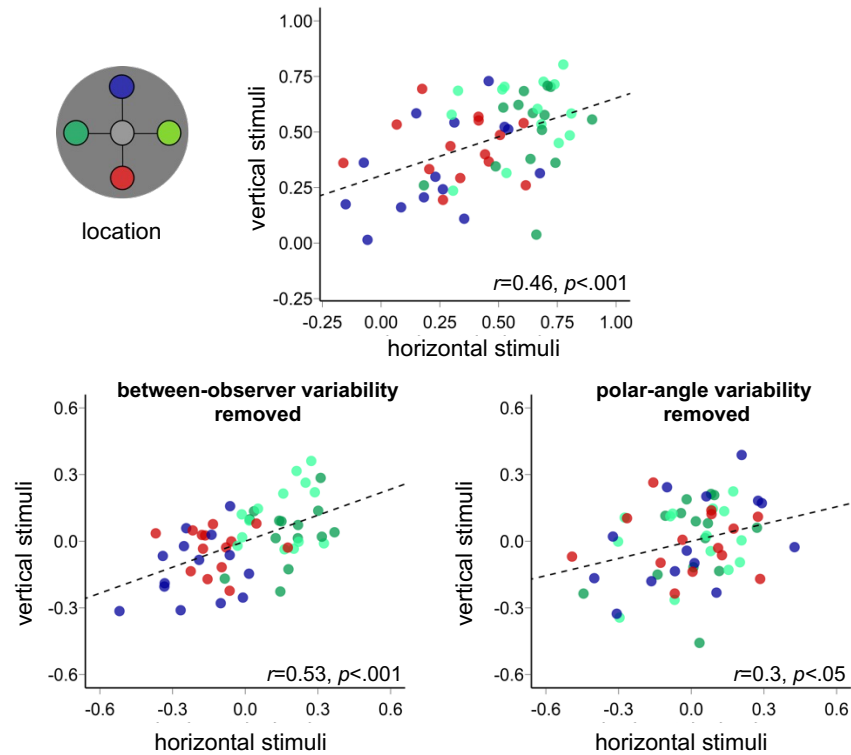 1.00
0.75
0.50
0.25
0.00
-0.25
vertical stimuli
location
r=0.46, p<.001
-0.25 0.00 0.25 0.50 0.75 1.00
horizontal stimuli
between-observer variability
removed
0.6
0.3
0.0
-0.3
-0.6
vertical stimuli
r=0.53, p<.001
-0.6 -0.3 0.0 0.3 0.6
horizontal stimuli
polar-angle variability
removed
0.6
0.3
0.0
-0.3
-0.6
vertical stimuli
r=0.3, p<.05
-0.6 -0.3 0.0 0.3 0.6
horizontal stimuli